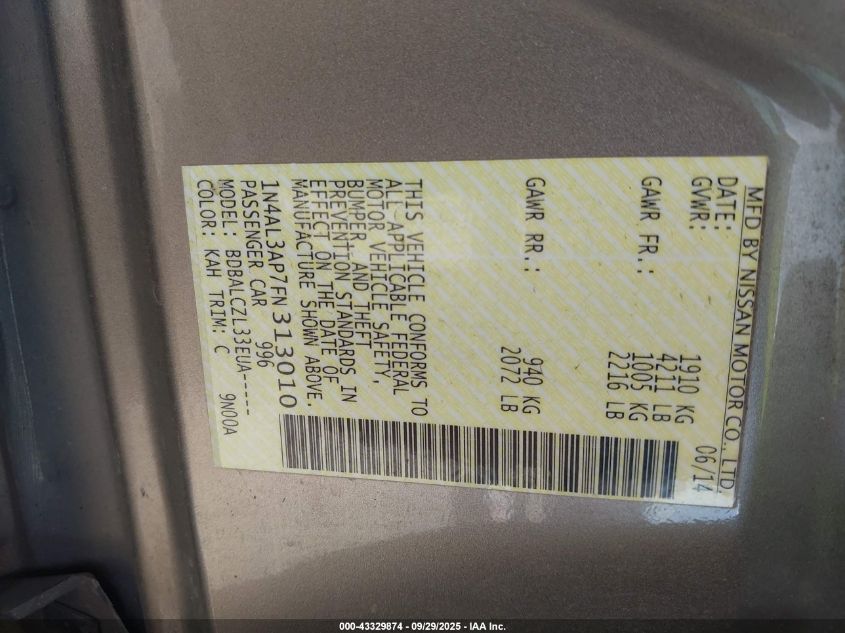 MFD BY NISSAN MOTOR CO., LTD.
DATE: 06/14
GVWR: 1910 KG
4211 LB
GAWR FR.: 1005 KG
2216 LB
GAWR RR.: 940 KG
2072 LB
THIS VEHICLE CONFORMS TO
ALL APPLICABLE FEDERAL
MOTOR VEHICLE SAFETY,
BUMPER AND THEFT
PREVENTION STANDARDS IN
EFFECT ON THE DATE OF
MANUFACTURE SHOWN ABOVE.
1N4AL3AP7FN313010
PASSENGER CAR 996
MODEL: BDBALCZL33EUA-----
COLOR: KAH TRIM: C 9N00A
000-43329874 - 09/29/2025 - IAA Inc.